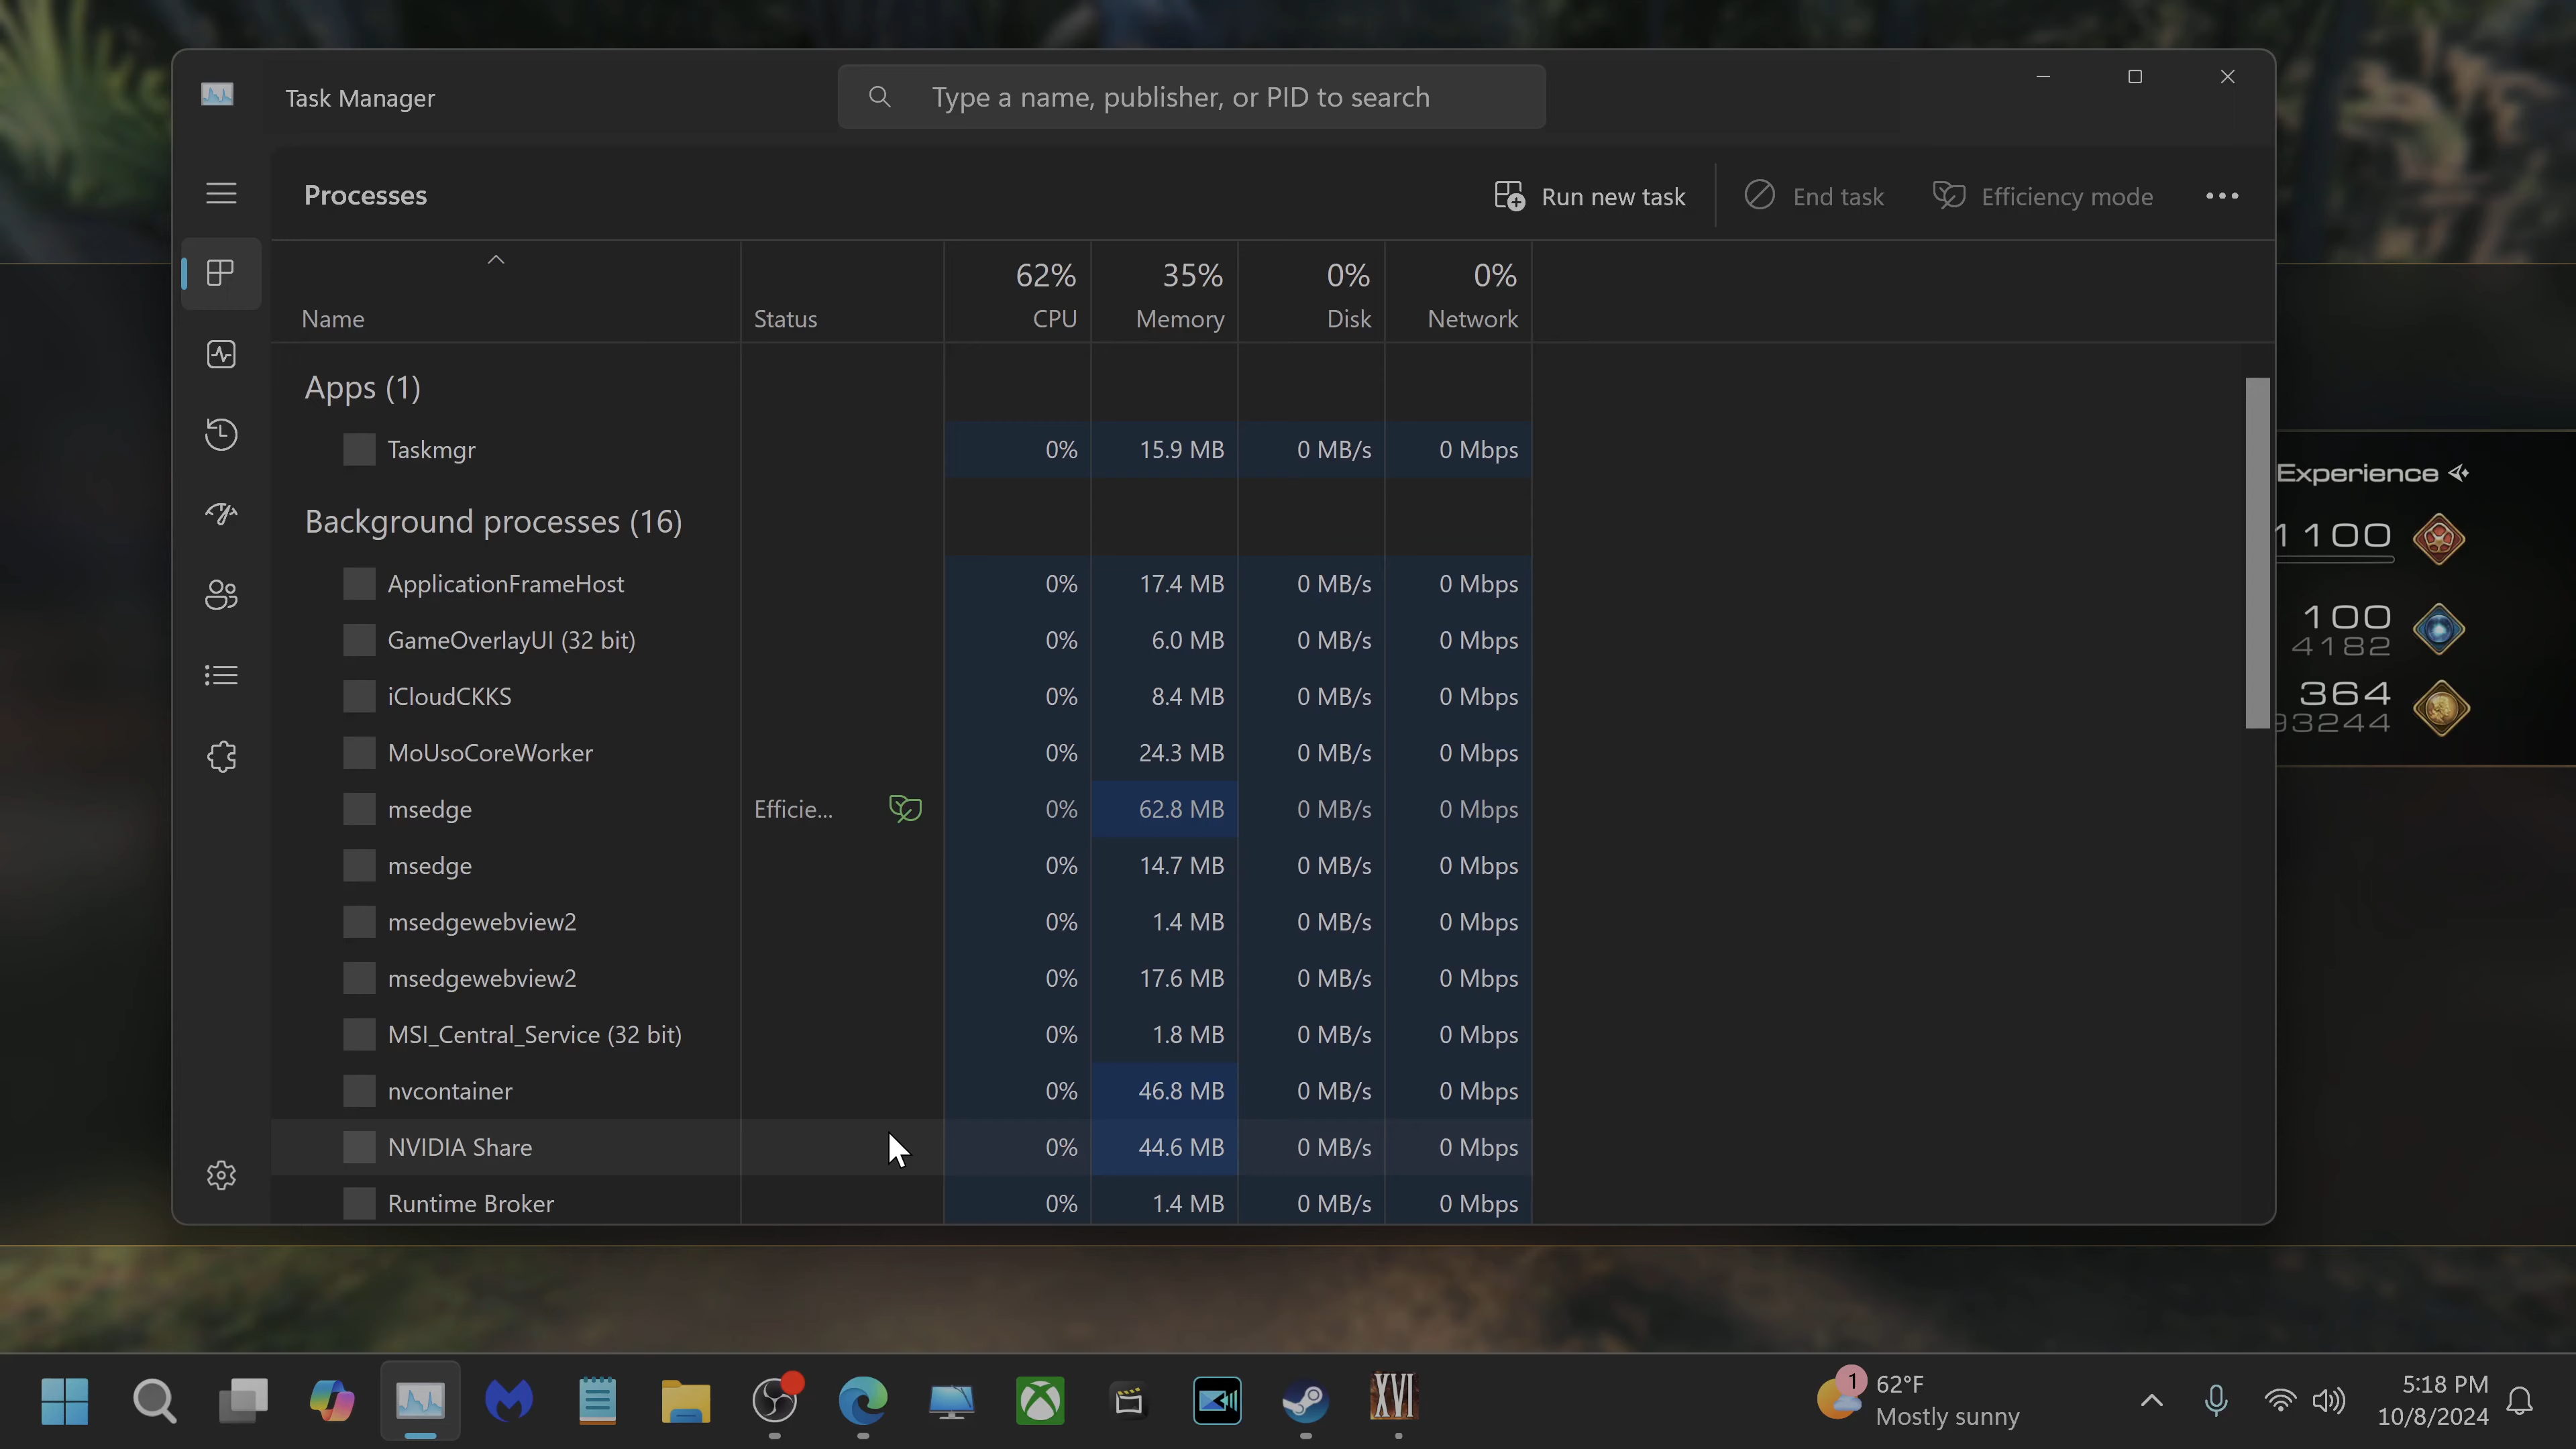 Task Manager
Type a name, publisher, or PID to search
Processes
Run new task
End task
Efficiency mode
62% 35% 0% 0%
Name Status CPU Memory Disk Network
Apps (1)
Taskmgr 0% 15.9 MB 0 MB/s 0 Mbps
Background processes (16)
ApplicationFrameHost 0% 17.4 MB 0 MB/s 0 Mbps
GameOverlayUI (32 bit) 0% 6.0 MB 0 MB/s 0 Mbps
iCloudCKKS 0% 8.4 MB 0 MB/s 0 Mbps
MoUsoCoreWorker 0% 24.3 MB 0 MB/s 0 Mbps
msedge Efficie... 0% 62.8 MB 0 MB/s 0 Mbps
msedge 0% 14.7 MB 0 MB/s 0 Mbps
msedgewebview2 0% 1.4 MB 0 MB/s 0 Mbps
msedgewebview2 0% 17.6 MB 0 MB/s 0 Mbps
MSI_Central_Service (32 bit) 0% 1.8 MB 0 MB/s 0 Mbps
nvcontainer 0% 46.8 MB 0 MB/s 0 Mbps
NVIDIA Share 0% 44.6 MB 0 MB/s 0 Mbps
Runtime Broker 0% 1.4 MB 0 MB/s 0 Mbps
Experience
1100
100
4182
364
93244
XVI
1
62°F
Mostly sunny
5:18 PM
10/8/2024